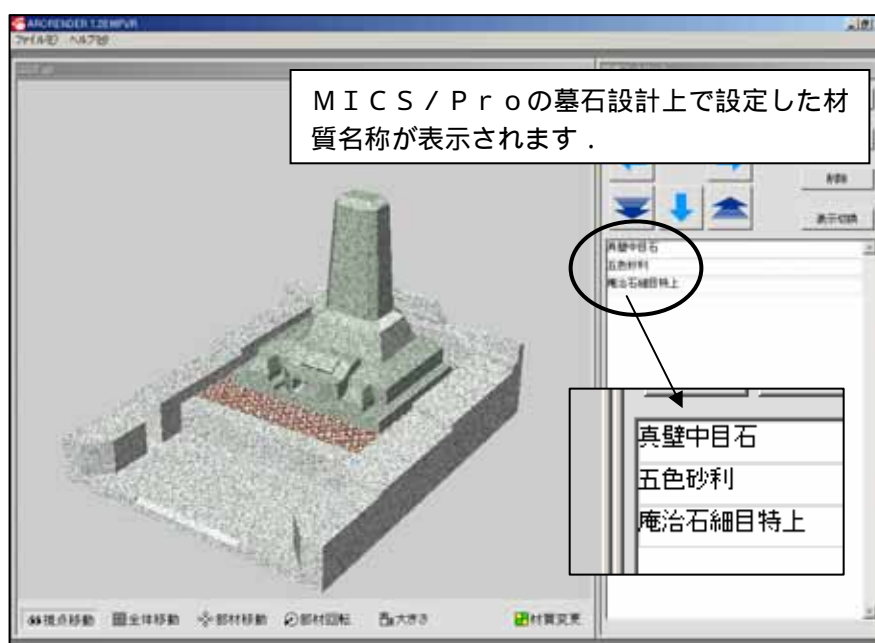 ファイル(F) ヘルプ(H)
MICS/Proの墓石設計上で設定した材
質名称が表示されます.
削除
表示切換
真壁中目石
五色砂利
庵治石細目特上
真壁中目石
五色砂利
庵治石細目特上
視点移動 全体移動 部材移動 部材回転 大きさ 材質変更